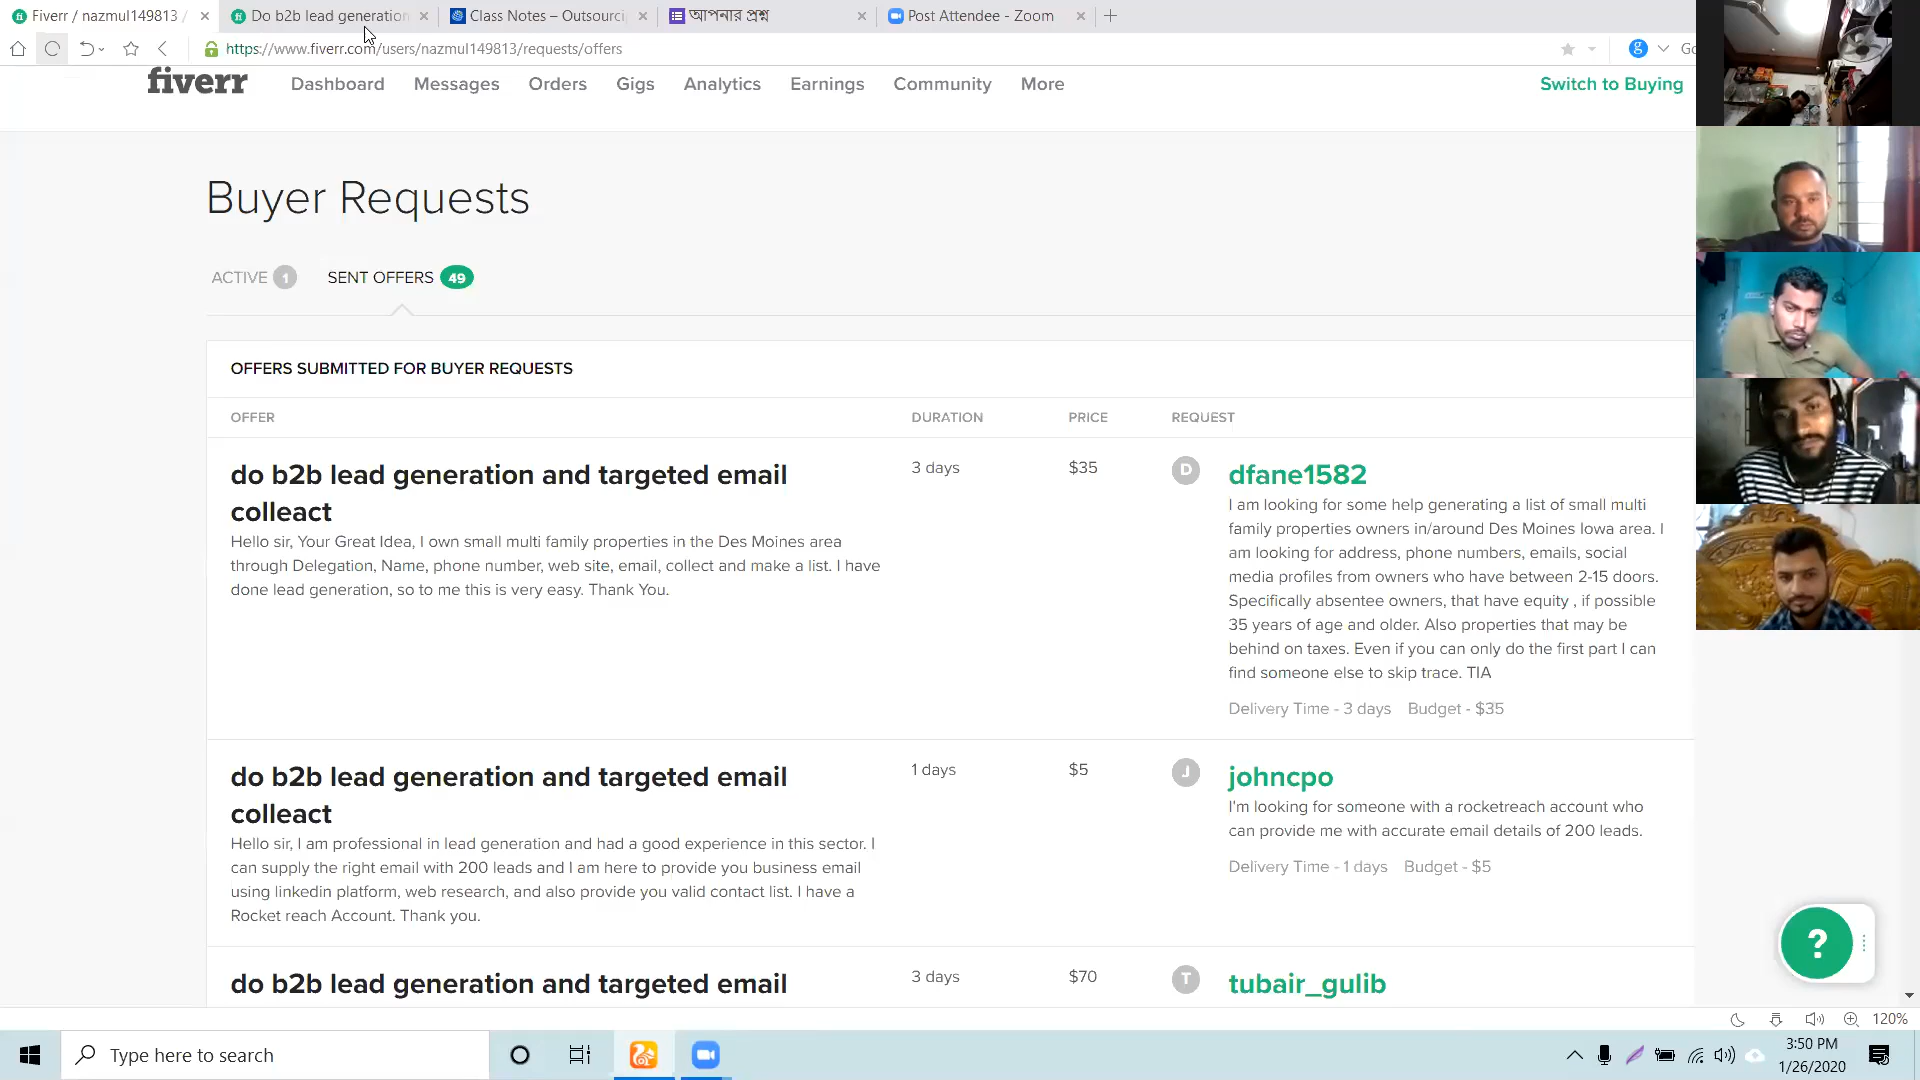 Fiverr / nazmul149813 /
Do b2b lead generation
Class Notes – Outsourci
আপনার প্রশ্ন
Post Attendee - Zoom
https://www.fiverr.com/users/nazmul149813/requests/offers
fiverr
Dashboard
Messages
Orders
Gigs
Analytics
Earnings
Community
More
Switch to Buying
Buyer Requests
ACTIVE 1
SENT OFFERS 49
OFFERS SUBMITTED FOR BUYER REQUESTS
OFFER DURATION PRICE REQUEST
do b2b lead generation and targeted email
colleact
Hello sir, Your Great Idea, I own small multi family properties in the Des Moines area
through Delegation, Name, phone number, web site, email, collect and make a list. I have
done lead generation, so to me this is very easy. Thank You.
3 days
$35
D
dfane1582
I am looking for some help generating a list of small multi
family properties owners in/around Des Moines Iowa area. I
am looking for address, phone numbers, emails, social
media profiles from owners who have between 2-15 doors.
Specifically absentee owners, that have equity , if possible
35 years of age and older. Also properties that may be
behind on taxes. Even if you can only do the first part I can
find someone else to skip trace. TIA
Delivery Time - 3 days Budget - $35
do b2b lead generation and targeted email
colleact
Hello sir, I am professional in lead generation and had a good experience in this sector. I
can supply the right email with 200 leads and I am here to provide you business email
using linkedin platform, web research, and also provide you valid contact list. I have a
Rocket reach Account. Thank you.
1 days
$5
J
johncpo
I'm looking for someone with a rocketreach account who
can provide me with accurate email details of 200 leads.
Delivery Time - 1 days Budget - $5
do b2b lead generation and targeted email
3 days
$70
T
tubair_gulib
?
120%
Type here to search
3:50 PM
1/26/2020